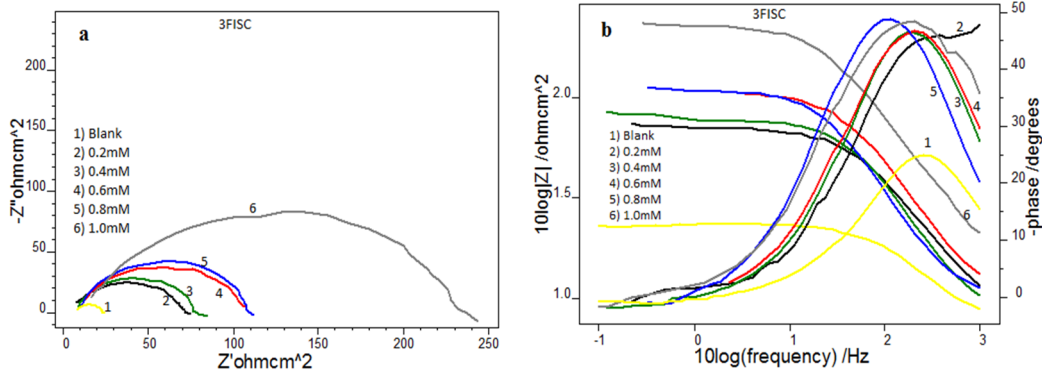 3FISC
a
200
150
100
50
0
-Z"ohmcm^2
1) Blank
2) 0.2mM
3) 0.4mM
4) 0.6mM
5) 0.8mM
6) 1.0mM
6
5
1
2
3
4
0
50
100
150
200
250
Z'ohmcm^2
3FISC
b
2.0
1.5
1.0
10log|Z| /ohmcm^2
1) Blank
2) 0.2mM
3) 0.4mM
4) 0.6mM
5) 0.8mM
6) 1.0mM
6
2
5
3
4
1
6
50
40
30
20
10
0
-phase /degrees
-1
0
1
2
3
10log(frequency) /Hz